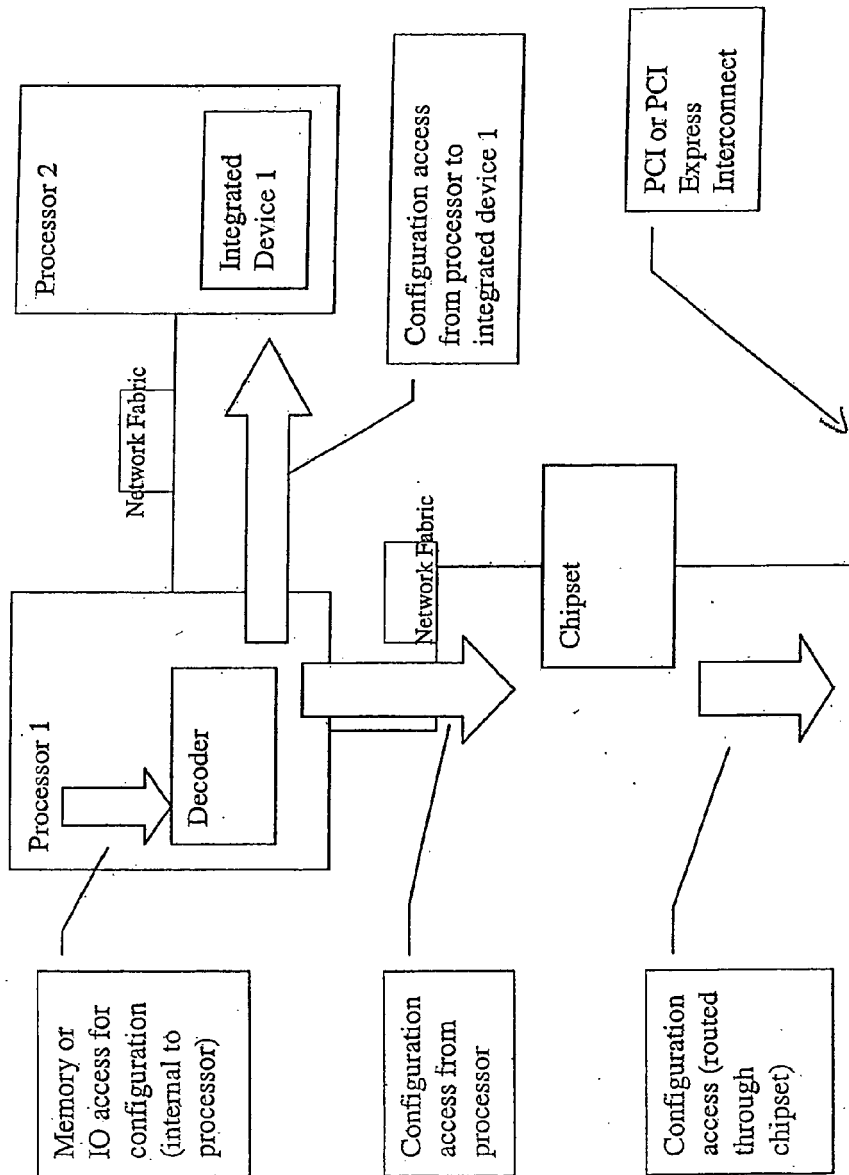 Memory or
IO access for
configuration
(internal to
processor)
Processor 1
Decoder
Network Fabric
Processor 2
Integrated
Device 1
Configuration access
from processor to
integrated device 1
Configuration
access from
processor
Network Fabric
Chipset
Configuration
access (routed
through
chipset)
PCI or PCI
Express
Interconnect